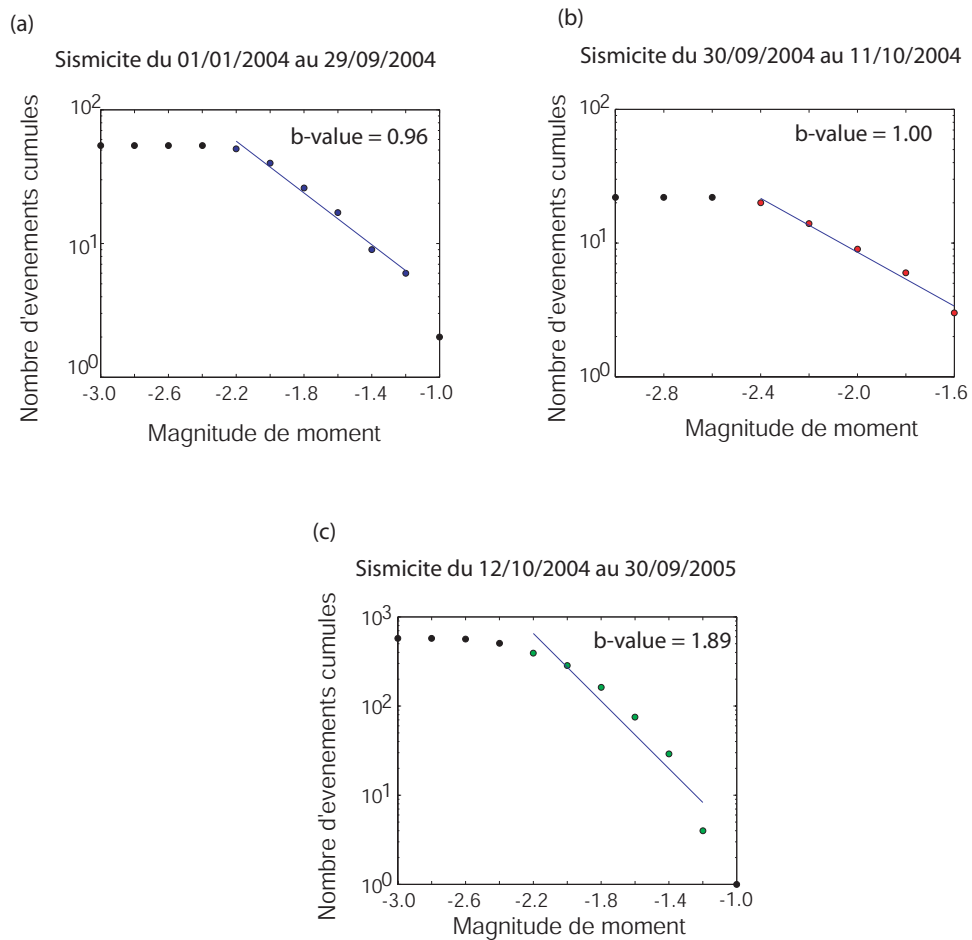 (a)
Sismicite du 01/01/2004 au 29/09/2004
Nombre d'evenements cumules
10^2
10^1
10^0
b-value = 0.96
-3.0 -2.6 -2.2 -1.8 -1.4 -1.0
Magnitude de moment
(b)
Sismicite du 30/09/2004 au 11/10/2004
Nombre d'evenements cumules
10^2
10^1
10^0
b-value = 1.00
-2.8 -2.4 -2.0 -1.6
Magnitude de moment
(c)
Sismicite du 12/10/2004 au 30/09/2005
Nombre d'evenements cumules
10^3
10^2
10^1
10^0
b-value = 1.89
-3.0 -2.6 -2.2 -1.8 -1.4 -1.0
Magnitude de moment